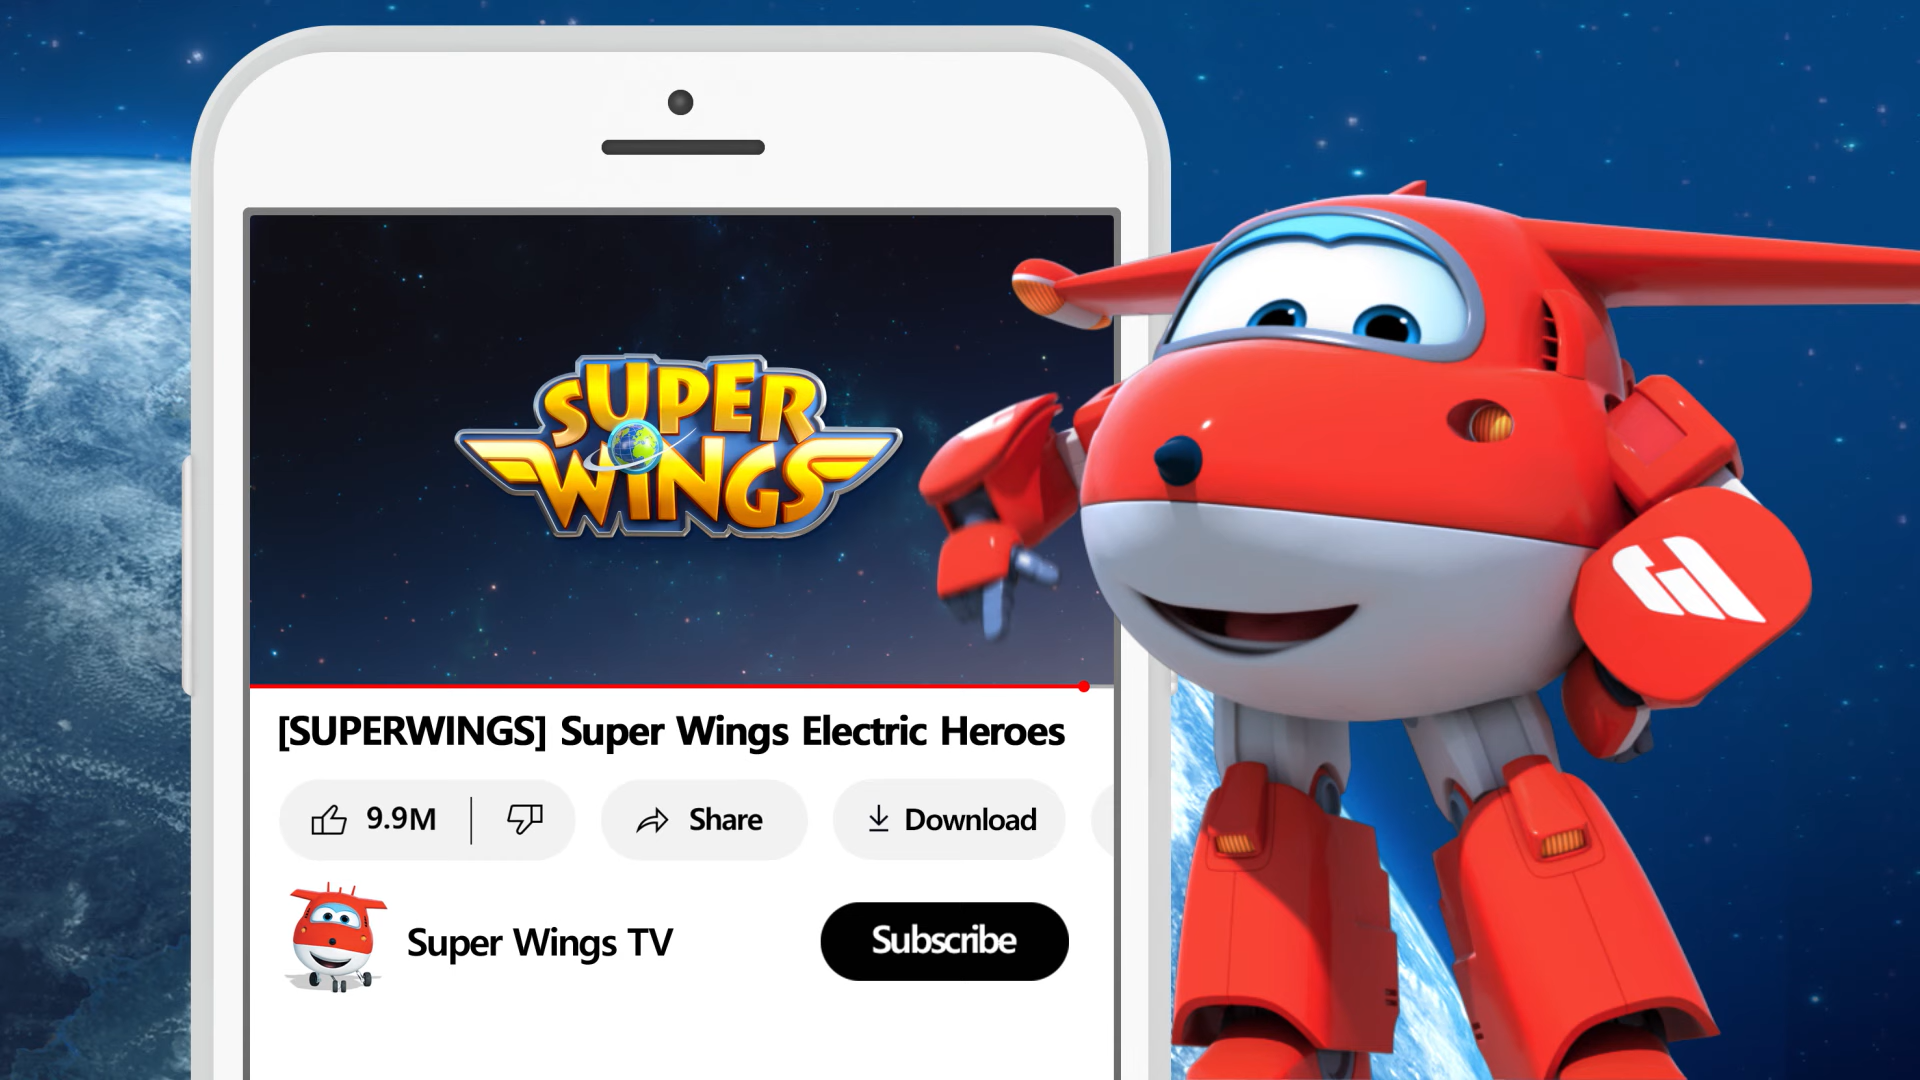 SUPER
WINGS
[SUPERWINGS] Super Wings Electric Heroes
9.9M
Share
Download
Super Wings TV
Subscribe